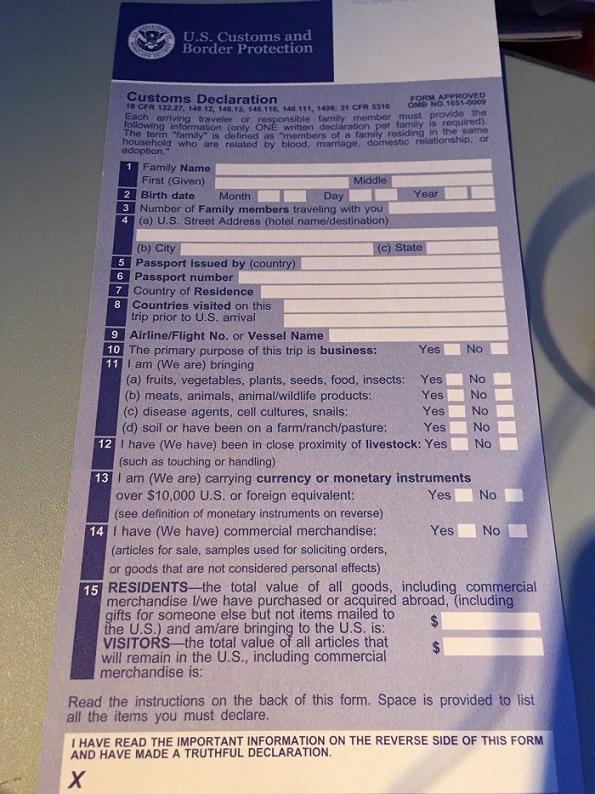 U.S. Customs and
Border Protection
Customs Declaration
19 CFR 122.27, 148.12, 148.13, 148.110, 148.111, 1498; 31 CFR 5316
FORM APPROVED
OMB NO.1651-0009
Each arriving traveler or responsible family member must provide the
following information (only ONE written declaration per family is required).
The term "family" is defined as "members of a family residing in the same
household who are related by blood, marriage, domestic relationship, or
adoption."
1 Family Name
First (Given) Middle
2 Birth date Month Day Year
3 Number of Family members traveling with you
4 (a) U.S. Street Address (hotel name/destination)
(b) City (c) State
5 Passport issued by (country)
6 Passport number
7 Country of Residence
8 Countries visited on this
trip prior to U.S. arrival
9 Airline/Flight No. or Vessel Name
10 The primary purpose of this trip is business: Yes No
11 I am (We are) bringing
(a) fruits, vegetables, plants, seeds, food, insects: Yes No
(b) meats, animals, animal/wildlife products: Yes No
(c) disease agents, cell cultures, snails: Yes No
(d) soil or have been on a farm/ranch/pasture: Yes No
12 I have (We have) been in close proximity of livestock: Yes No
(such as touching or handling)
13 I am (We are) carrying currency or monetary instruments
over $10,000 U.S. or foreign equivalent: Yes No
(see definition of monetary instruments on reverse)
14 I have (We have) commercial merchandise: Yes No
(articles for sale, samples used for soliciting orders,
or goods that are not considered personal effects)
15 RESIDENTS—the total value of all goods, including commercial
merchandise I/we have purchased or acquired abroad, (including
gifts for someone else but not items mailed to
the U.S.) and am/are bringing to the U.S. is: $
VISITORS—the total value of all articles that
will remain in the U.S., including commercial $
merchandise is:
Read the instructions on the back of this form. Space is provided to list
all the items you must declare.
I HAVE READ THE IMPORTANT INFORMATION ON THE REVERSE SIDE OF THIS FORM
AND HAVE MADE A TRUTHFUL DECLARATION.
X